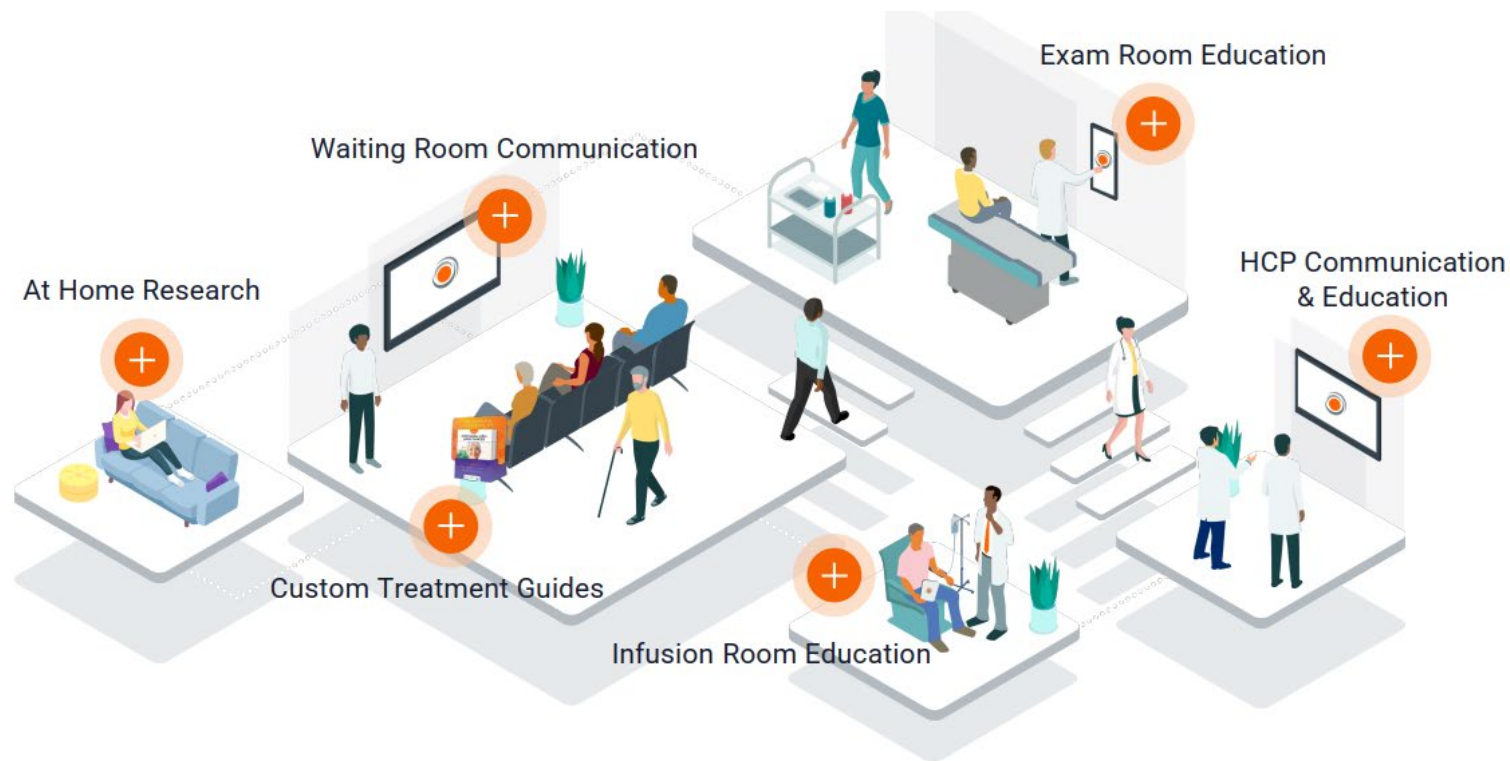 Exam Room Education
Waiting Room Communication
HCP Communication
& Education
At Home Research
Custom Treatment Guides
Infusion Room Education